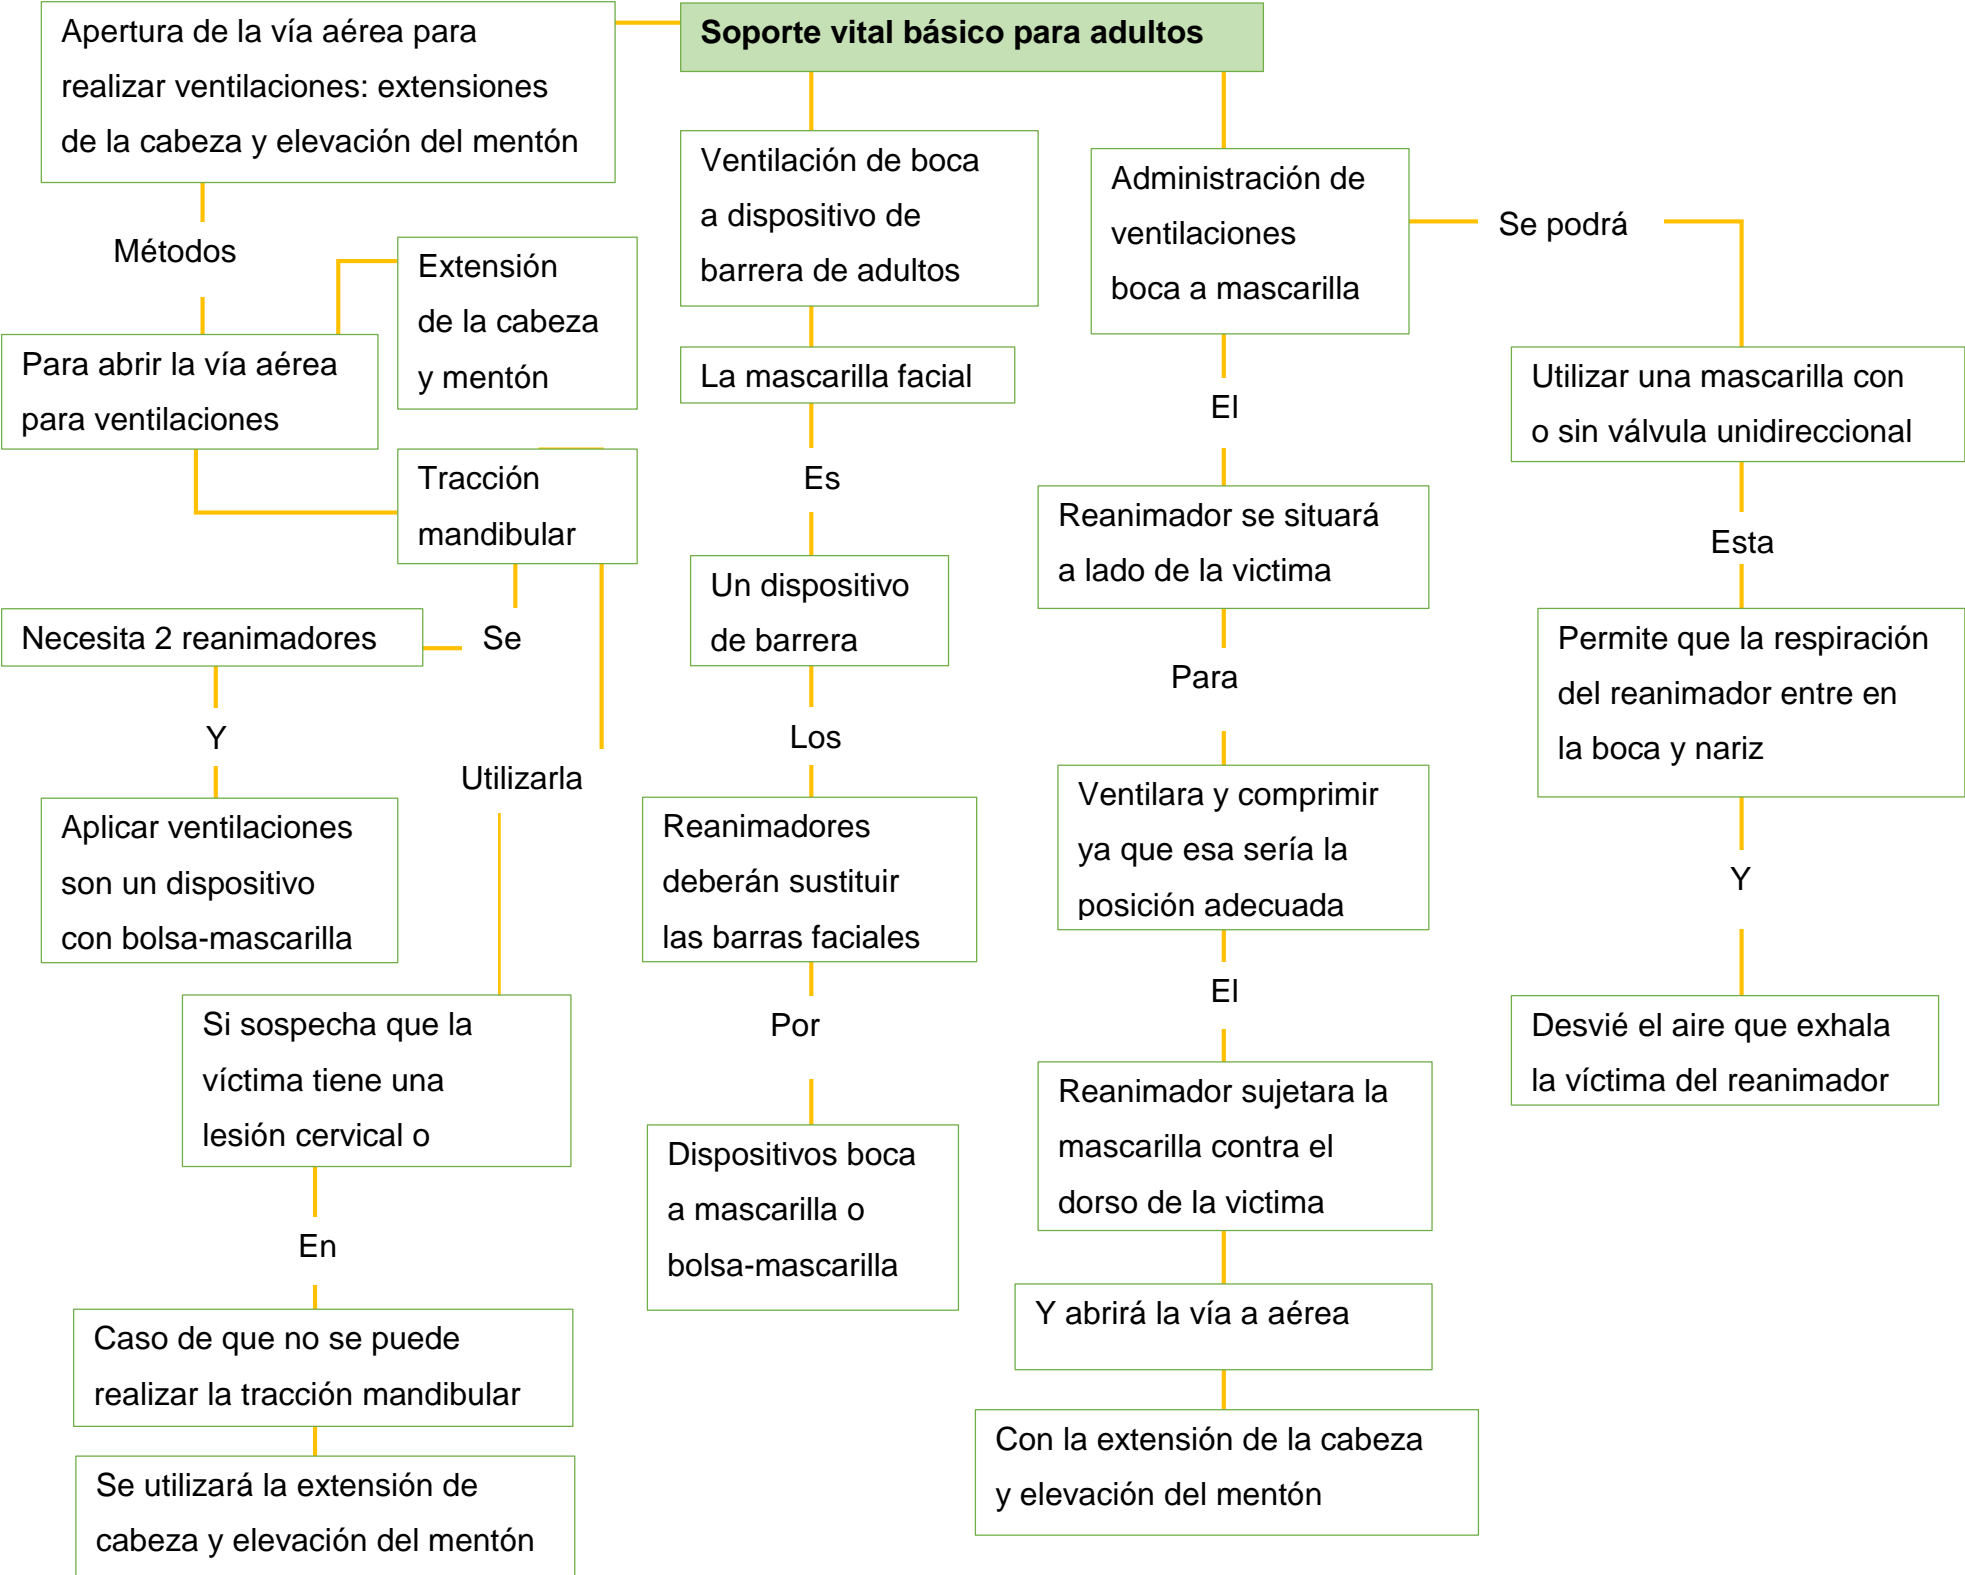 Soporte vital básico para adultos
Apertura de la vía aérea para
realizar ventilaciones: extensiones
de la cabeza y elevación del mentón
Métodos
Para abrir la vía aérea
para ventilaciones
Extensión
de la cabeza
y mentón
Tracción
mandibular
Se
Necesita 2 reanimadores
Y
Aplicar ventilaciones
son un dispositivo
con bolsa-mascarilla
Utilizarla
Si sospecha que la
víctima tiene una
lesión cervical o
En
Caso de que no se puede
realizar la tracción mandibular
Se utilizará la extensión de
cabeza y elevación del mentón
Ventilación de boca
a dispositivo de
barrera de adultos
La mascarilla facial
Es
Un dispositivo
de barrera
Los
Reanimadores
deberán sustituir
las barras faciales
Por
Dispositivos boca
a mascarilla o
bolsa-mascarilla
Administración de
ventilaciones
boca a mascarilla
El
Reanimador se situará
a lado de la victima
Para
Ventilara y comprimir
ya que esa sería la
posición adecuada
El
Reanimador sujetara la
mascarilla contra el
dorso de la victima
Y abrirá la vía a aérea
Con la extensión de la cabeza
y elevación del mentón
Se podrá
Utilizar una mascarilla con
o sin válvula unidireccional
Esta
Permite que la respiración
del reanimador entre en
la boca y nariz
Y
Desvié el aire que exhala
la víctima del reanimador